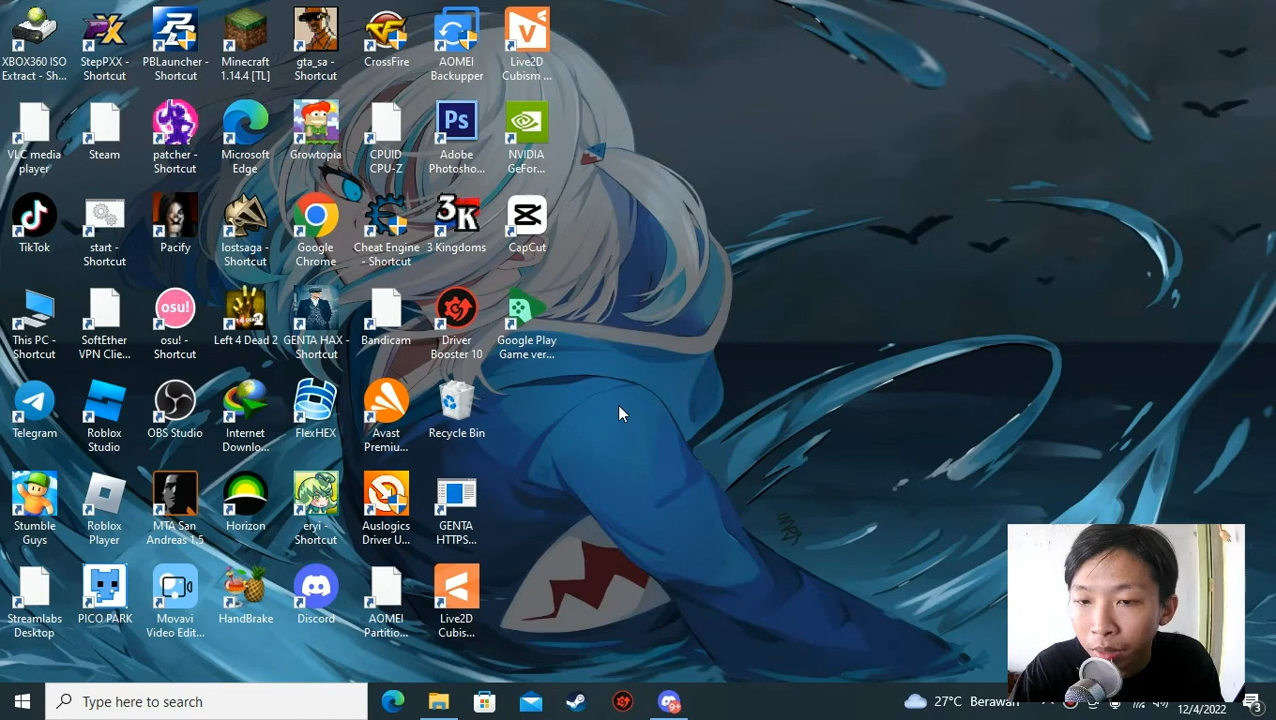 XBOX360 ISO Extract - Sh...
StepXX - Shortcut
PBLauncher - Shortcut
Minecraft 1.14.4 [TL]
gta_sa - Shortcut
CrossFire
AOMEI Backupper
Live2D Cubism ...
VLC media player
Steam
patcher - Shortcut
Microsoft Edge
Growtopia
CPUID CPU-Z
Ps
Adobe Photosho...
NVIDIA GeFor...
TikTok
start - Shortcut
Pacify
lostsaga - Shortcut
Google Chrome
Cheat Engine - Shortcut
3K
3 Kingdoms
CapCut
This PC - Shortcut
SoftEther VPN Clie...
osu!
osu! - Shortcut
Left 4 Dead 2
GENTA HAX - Shortcut
Bandicam
Driver Booster 10
Google Play Game ver...
Telegram
Roblox Studio
OBS Studio
Internet Downlo...
FlexHEX
Avast Premiu...
Recycle Bin
Stumble Guys
Roblox Player
MTA San Andreas 1.5
Horizon
eryi - Shortcut
Auslogics Driver U...
GENTA HTTPS...
Streamlabs Desktop
PICO PARK
Movavi Video Edit...
HandBrake
Discord
AOMEI Partitio...
Live2D Cubis...
Type here to search
9+
27°C Berawan
12/4/2022
3